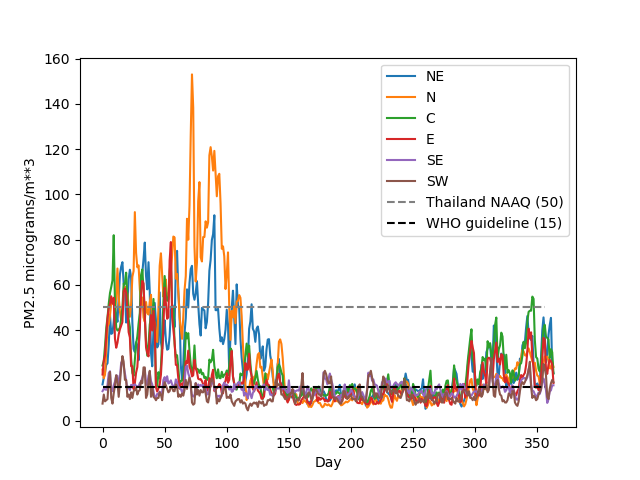 160
140
120
100
80
60
40
20
0
PM2.5 micrograms/m**3
NE
N
C
E
SE
SW
Thailand NAAQ (50)
WHO guideline (15)
0 50 100 150 200 250 300 350
Day